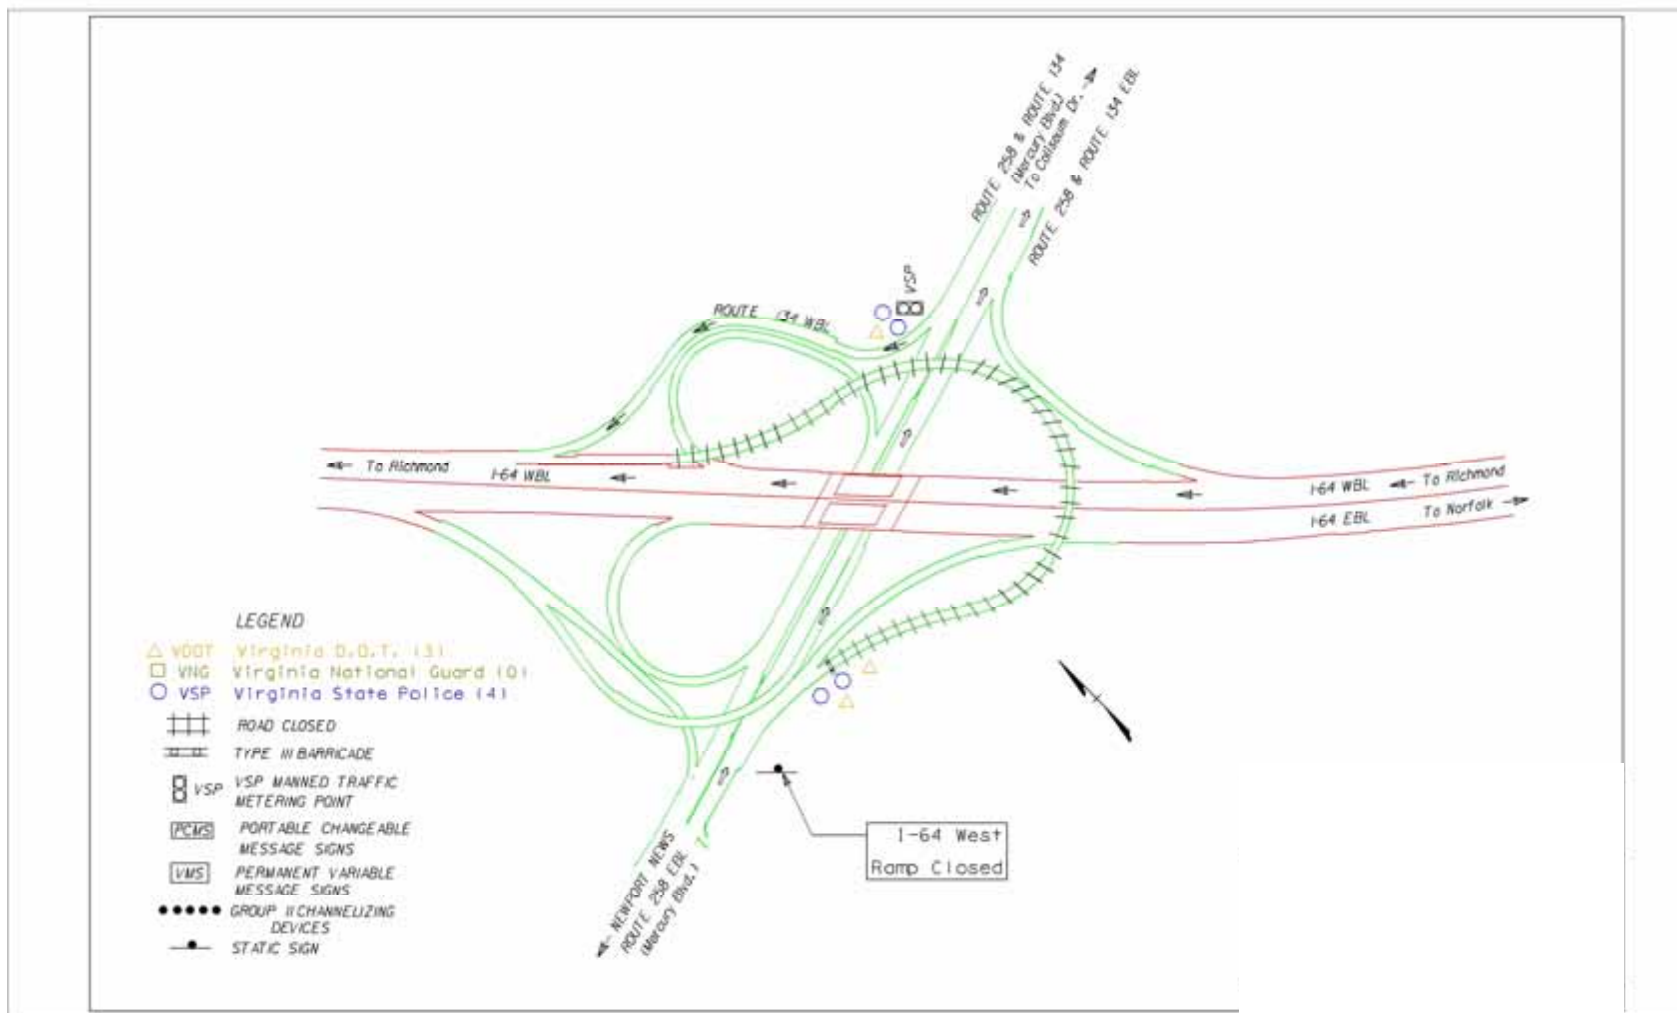 ROUTE 258 & ROUTE 134
(Mercury Blvd.)
To Coliseum Dr.
ROUTE 258 & ROUTE 134 EBL
VSP
ROUTE 134 WBL
To Richmond
I-64 WBL
I-64 WBL
To Richmond
I-64 EBL
To Norfolk
LEGEND
VDOT Virginia D.O.T. (3)
VNG Virginia National Guard (0)
VSP Virginia State Police (4)
ROAD CLOSED
TYPE III BARRICADE
VSP VSP MANNED TRAFFIC
METERING POINT
PCMS PORTABLE CHANGEABLE
MESSAGE SIGNS
VMS PERMANENT VARIABLE
MESSAGE SIGNS
GROUP II CHANNELIZING
DEVICES
STATIC SIGN
I-64 West
Ramp Closed
NEWPORT NEWS
ROUTE 258 EBL
(Mercury Blvd.)